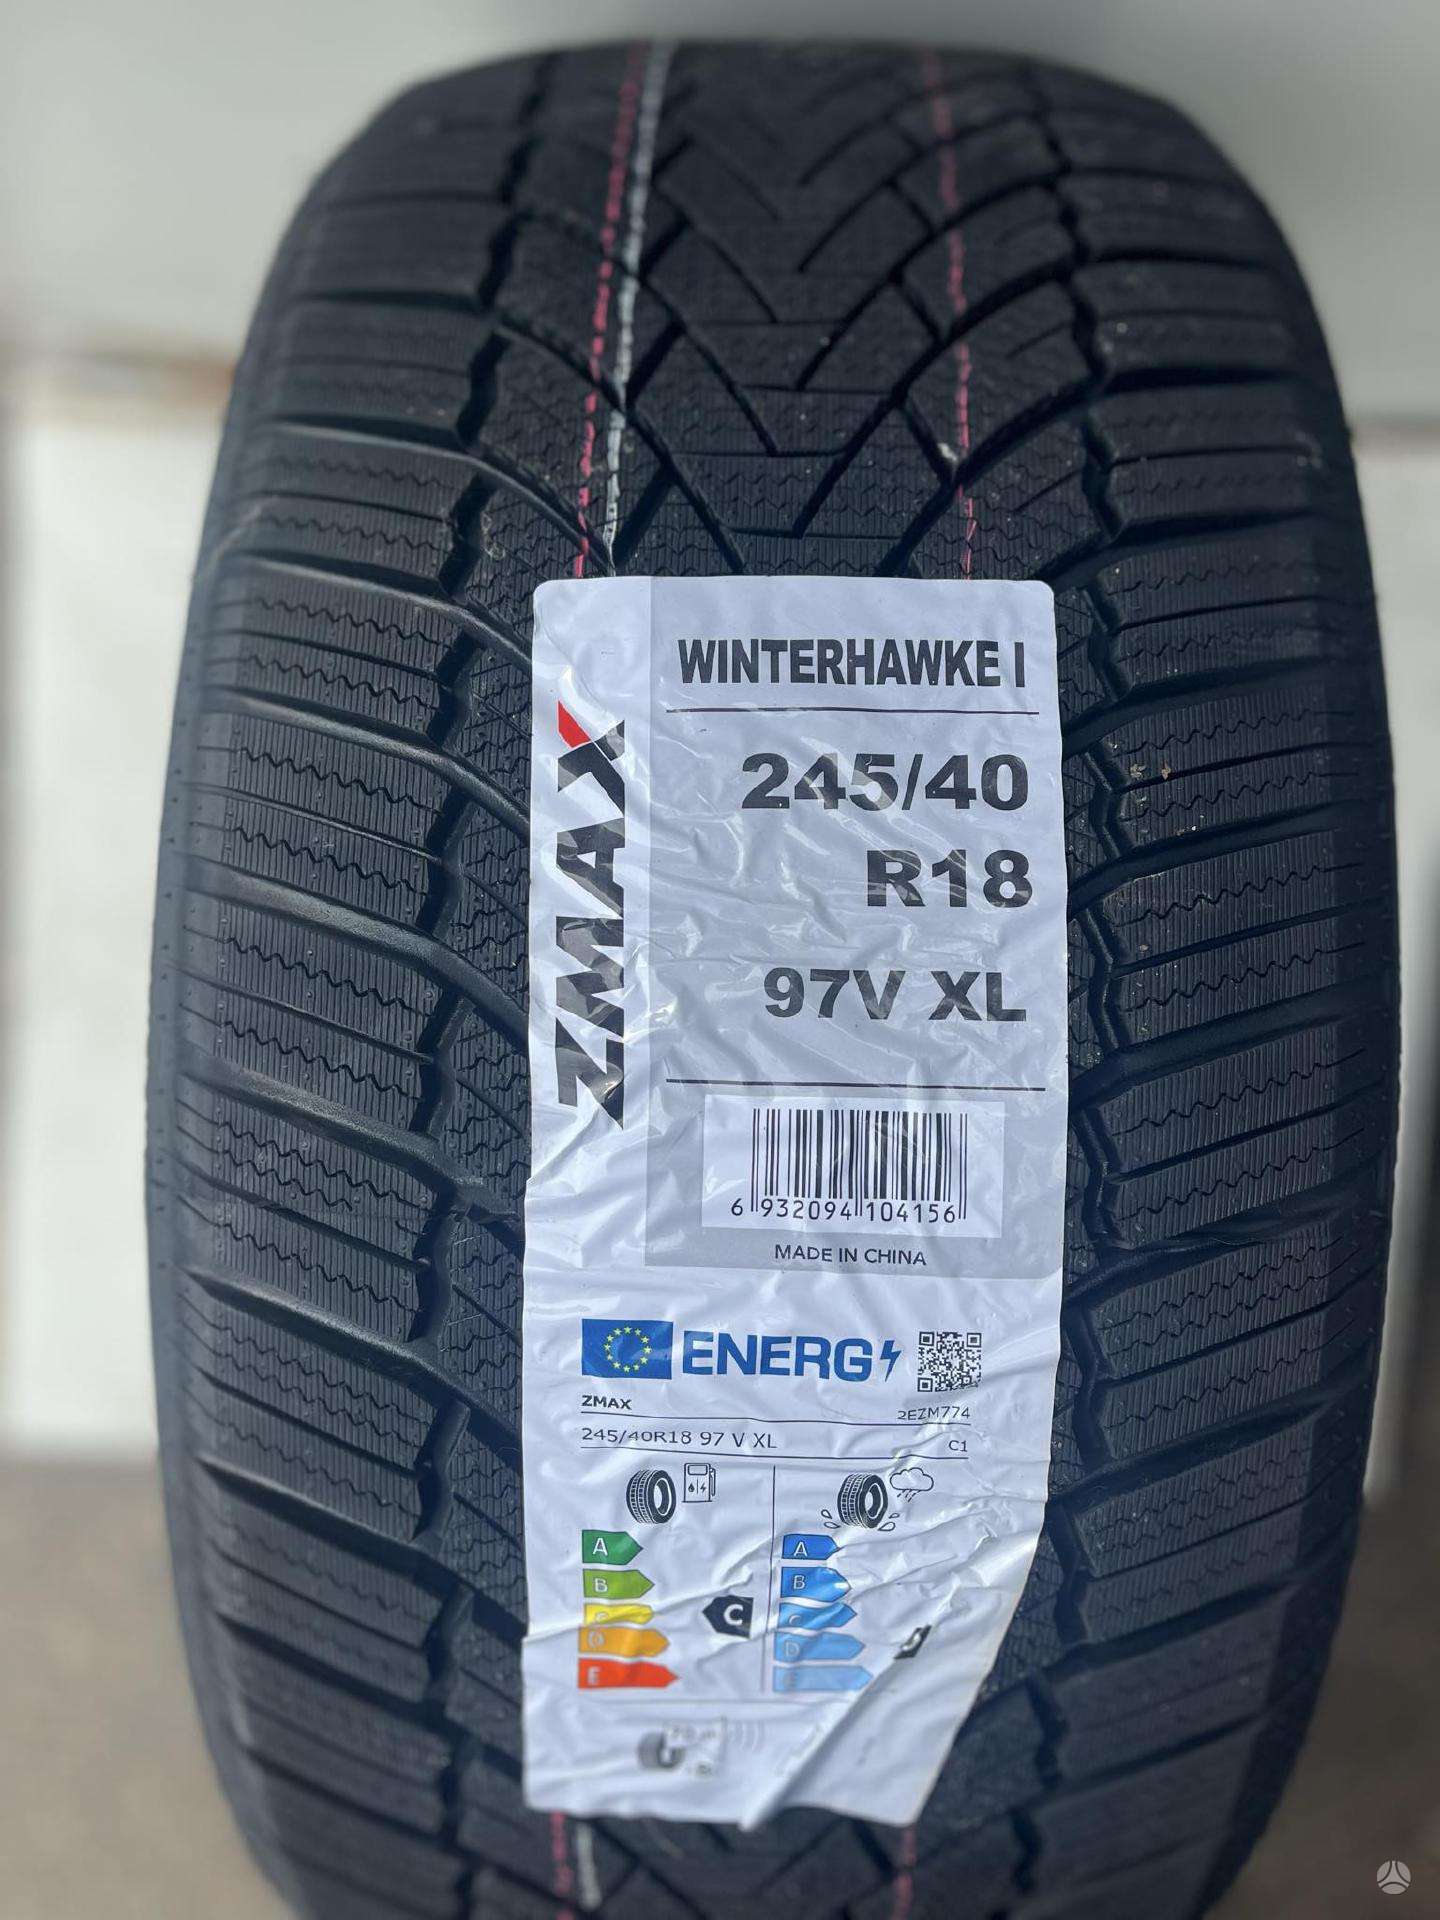 WINTERHAWKE I
ZMAX
245/40
R18
97V XL
6 932094 104156
MADE IN CHINA
ENERG
ZMAX
2EZM774
245/40R18 97 V XL
C1
A
B
C
D
E
C
A
B
C
D
E
D